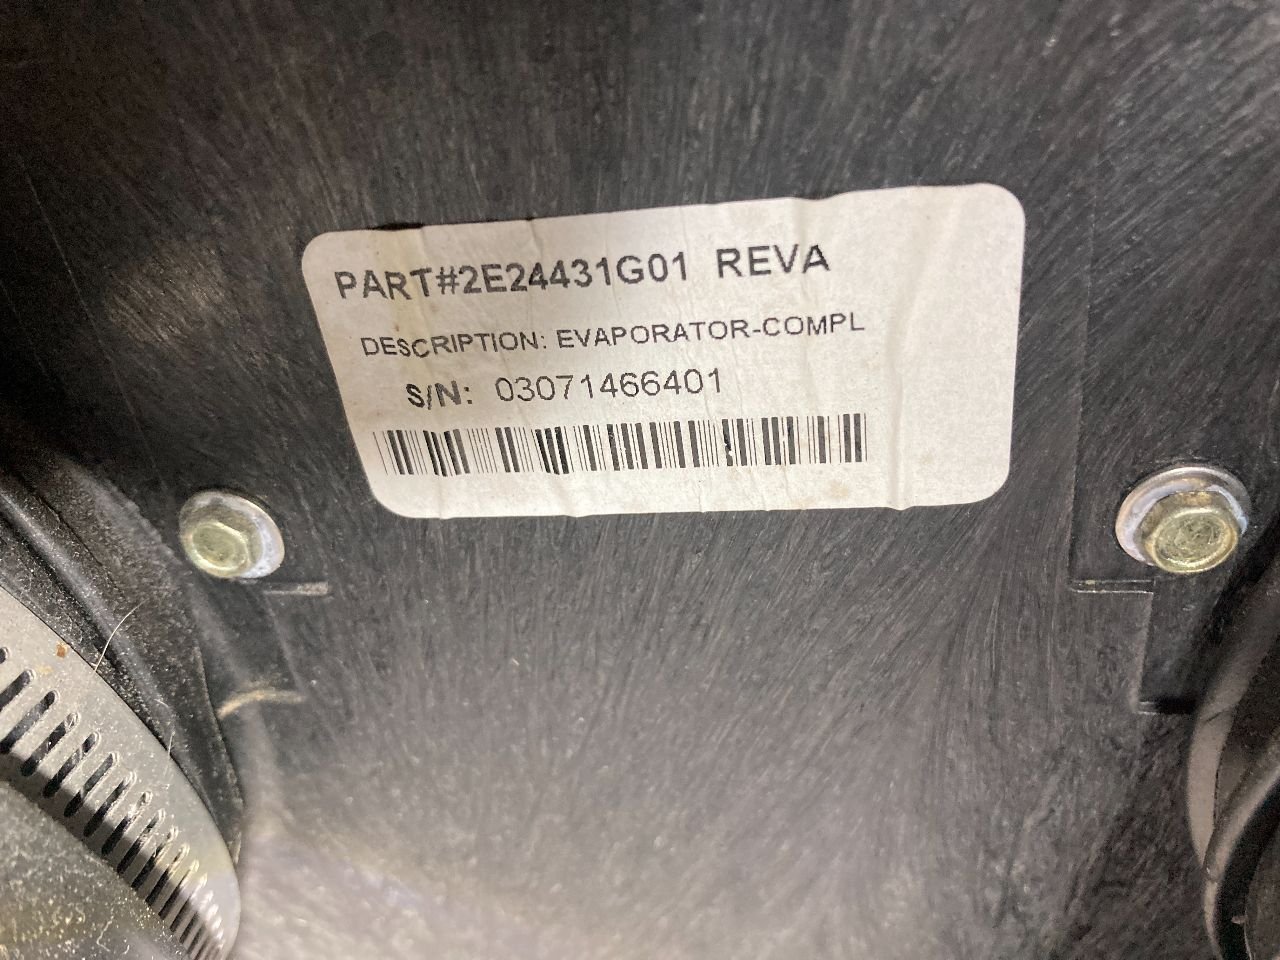 PART#2E24431G01 REVA
DESCRIPTION: EVAPORATOR-COMPL
S/N: 03071466401